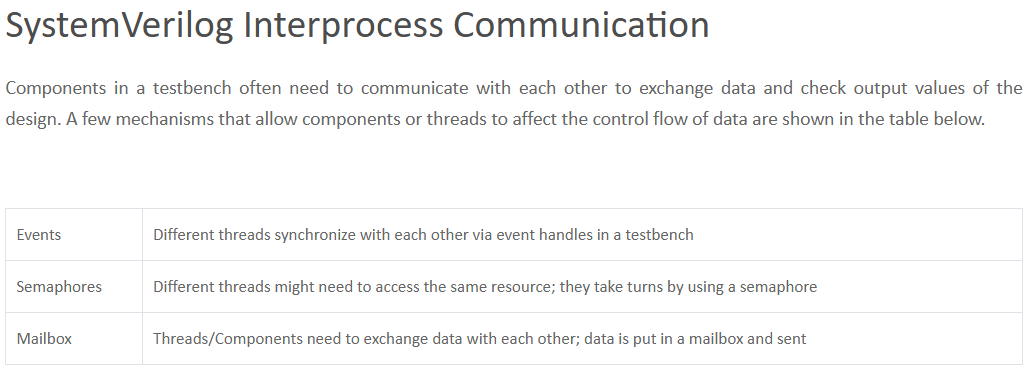 SystemVerilog Interprocess Communication
Components in a testbench often need to communicate with each other to exchange data and check output values of the
design. A few mechanisms that allow components or threads to affect the control flow of data are shown in the table below.
Events Different threads synchronize with each other via event handles in a testbench
Semaphores Different threads might need to access the same resource; they take turns by using a semaphore
Mailbox Threads/Components need to exchange data with each other; data is put in a mailbox and sent